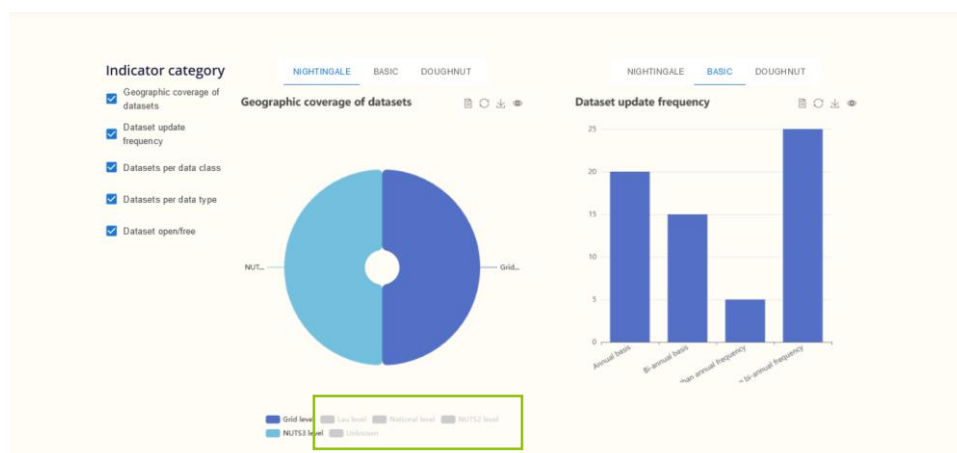 Indicator category
Geographic coverage of
datasets
Dataset update
frequency
Datasets per data class
Datasets per data type
Dataset open/free
NIGHTINGALE BASIC DOUGHNUT
Geographic coverage of datasets
NUT...
Grid...
Grid level Lau level National level NUTS2 level
NUTS3 level Unknown
NIGHTINGALE BASIC DOUGHNUT
Dataset update frequency
25
20
15
10
5
0
Annual basis
Bi-annual basis
than annual frequency
bi-annual frequency